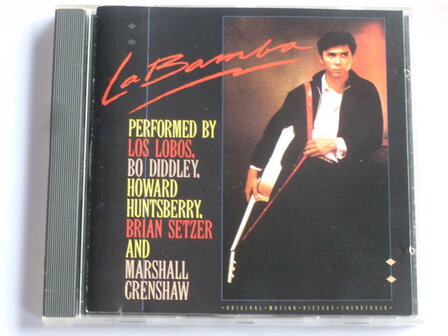 La Bamba
PERFORMED BY
LOS LOBOS,
BO DIDDLEY,
HOWARD
HUNTSBERRY,
BRIAN SETZER
AND
MARSHALL
CRENSHAW
• ORIGINAL • MOTION • PICTURE • SOUNDTRACK •